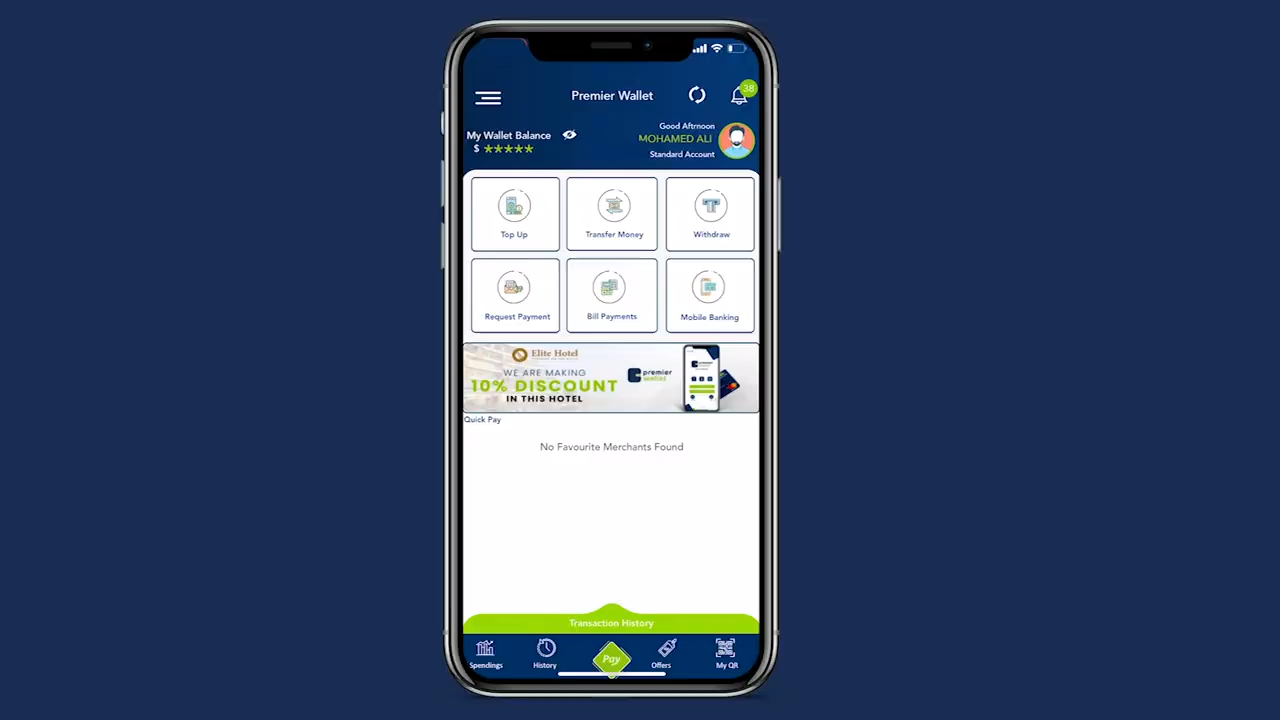 Premier Wallet
38
My Wallet Balance
$ *****
Good Aftrnoon
MOHAMED ALI
Standard Account
Top Up
Transfer Money
Withdraw
Request Payment
Bill Payments
Mobile Banking
Elite Hotel
WE ARE MAKING
10% DISCOUNT
IN THIS HOTEL
premier
wallet
Quick Pay
No Favourite Merchants Found
Transaction History
Spendings
History
Pay
Offers
My QR